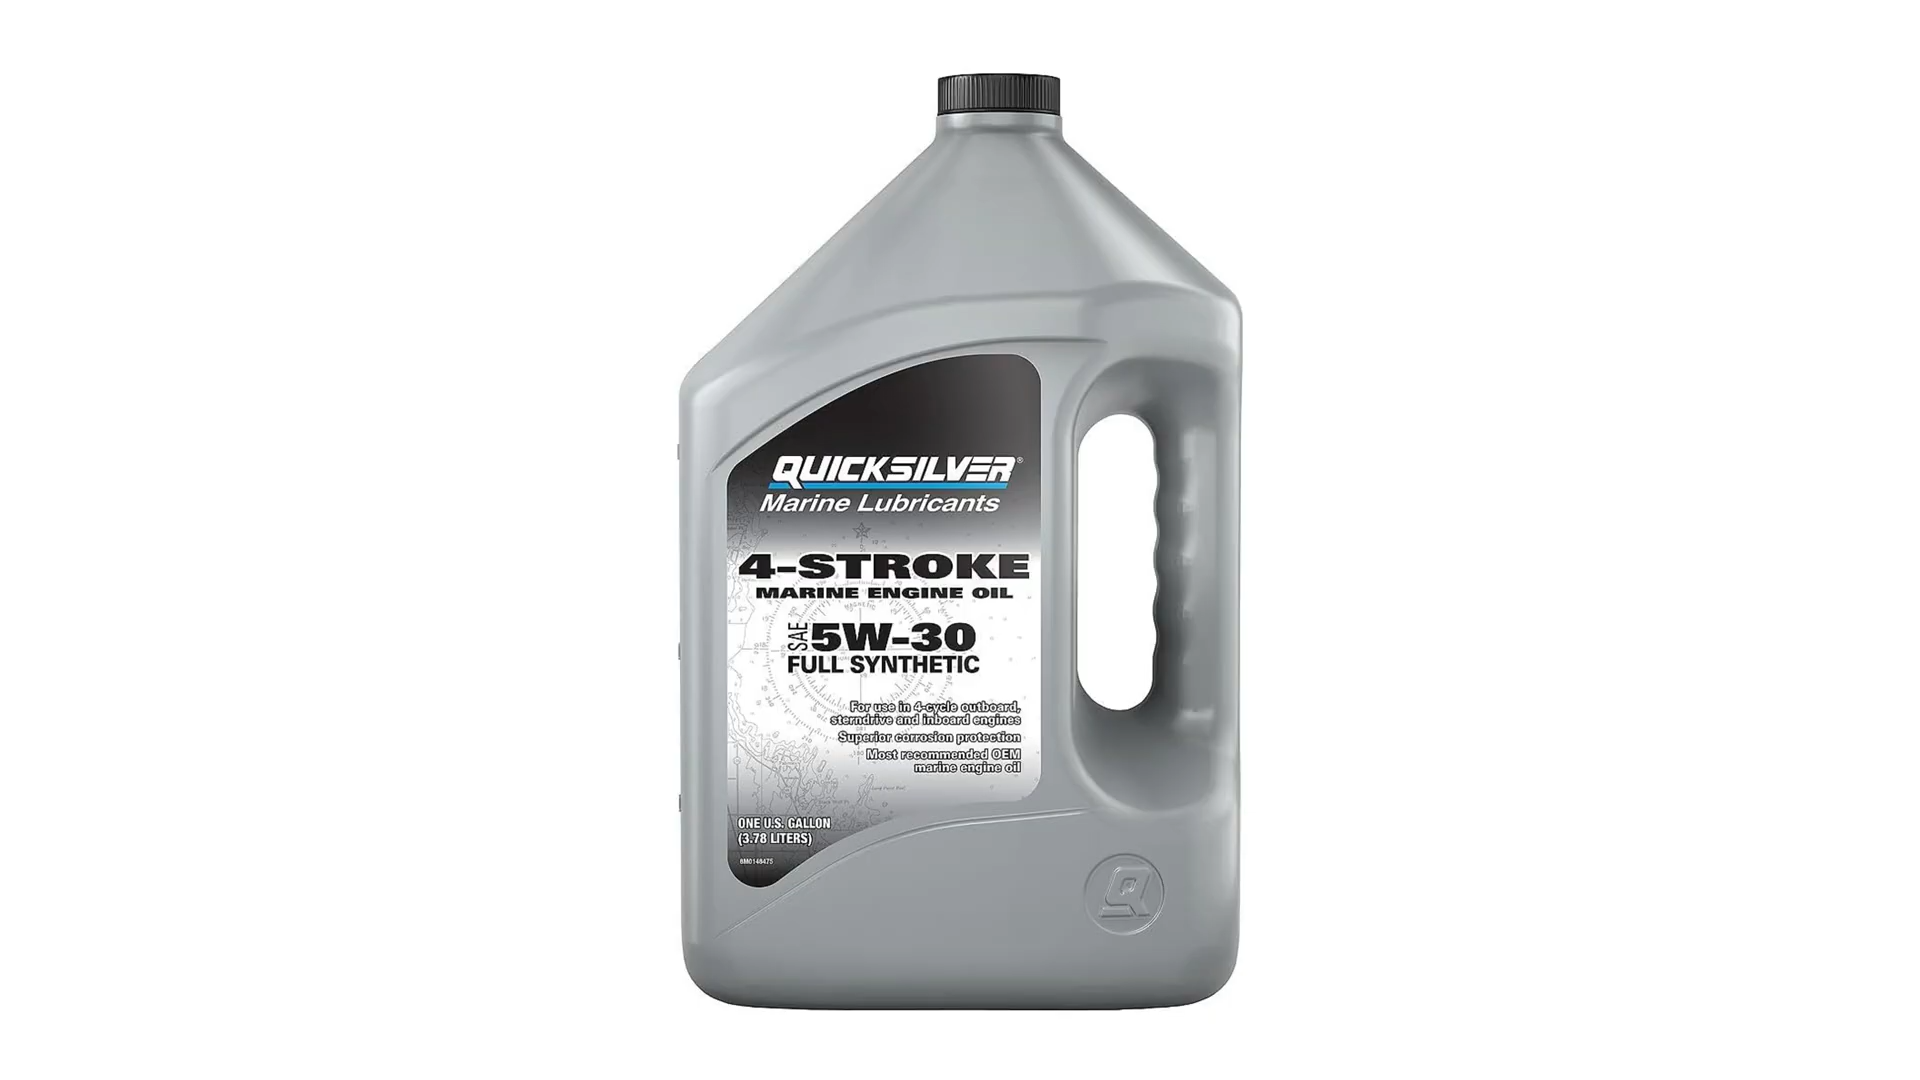 QUICKSILVER®
Marine Lubricants
4-STROKE
MARINE ENGINE OIL
SAE 5W-30
FULL SYNTHETIC
For use in 4-cycle outboard,
sterndrive and inboard engines
Superior corrosion protection
Most recommended OEM
marine engine oil
ONE U.S. GALLON
(3.78 LITERS)
8M0148475